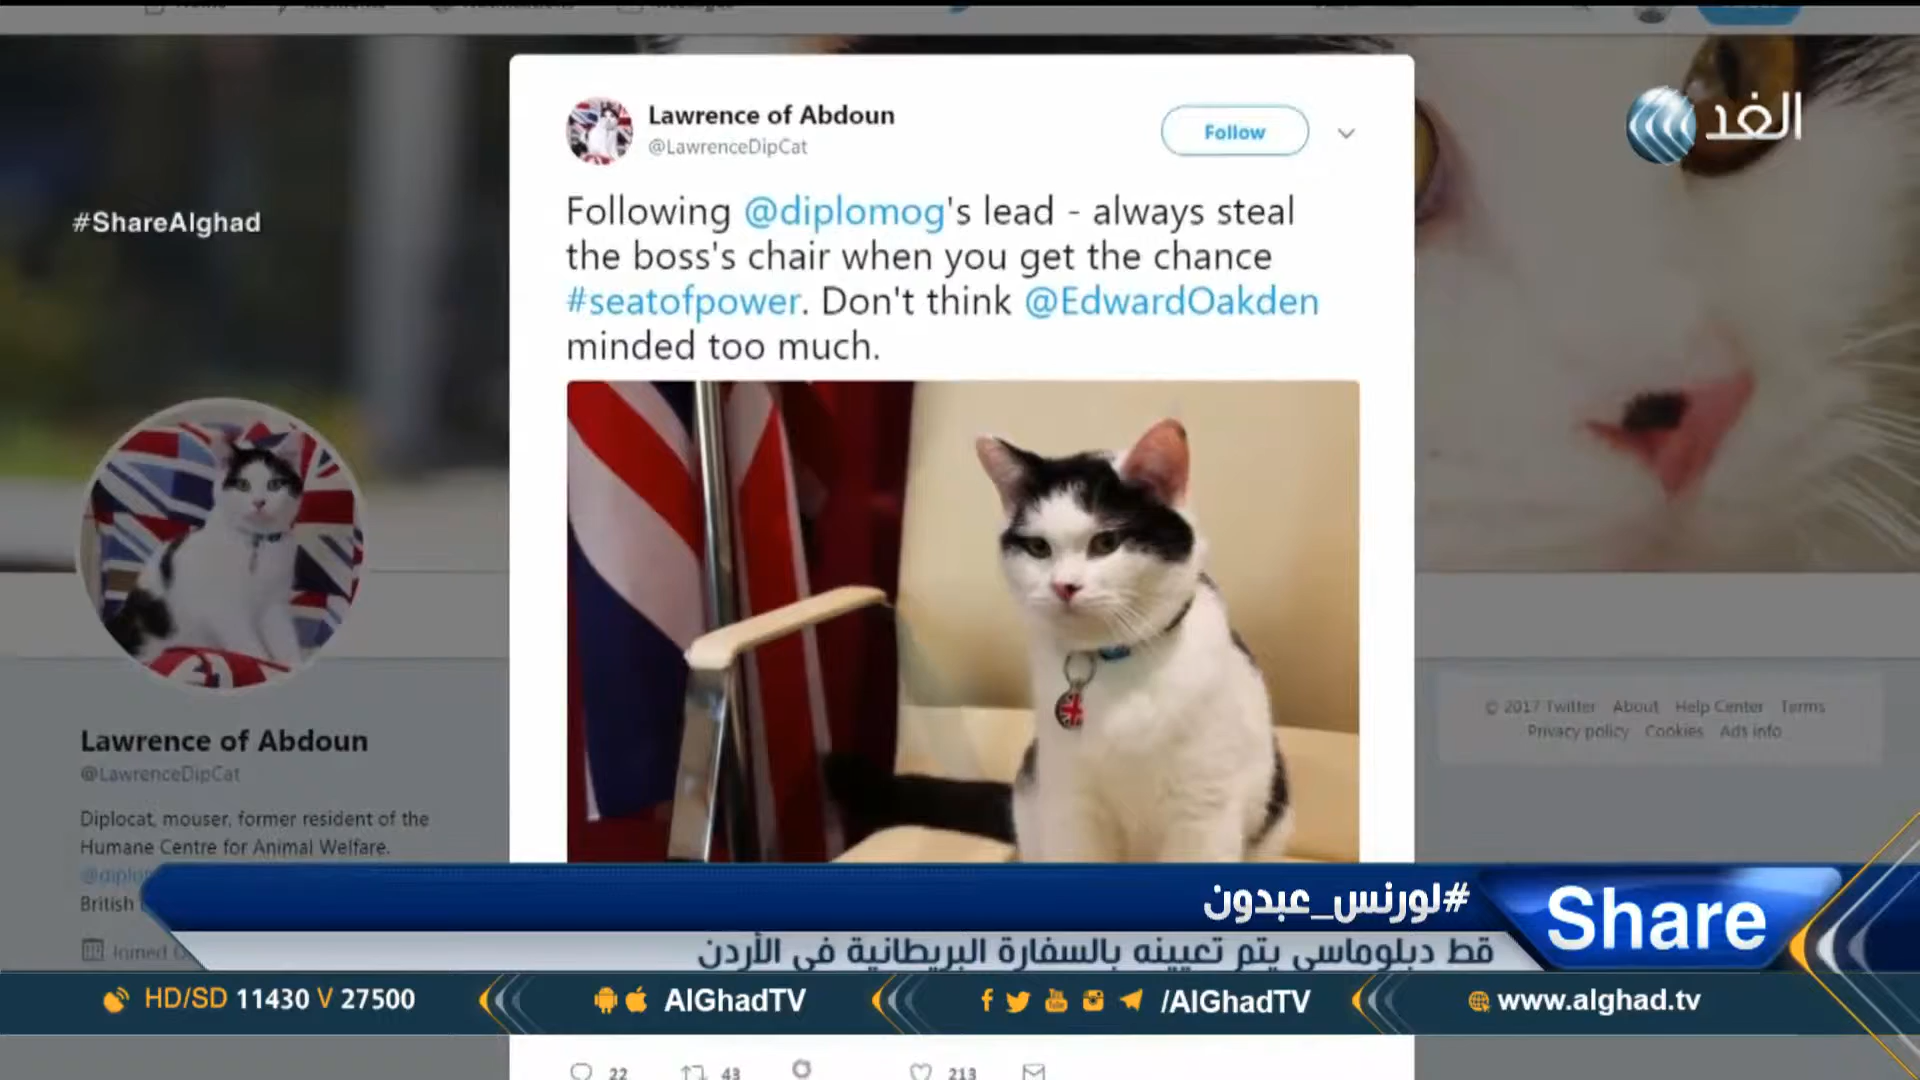 الغد
#ShareAlghad
Lawrence of Abdoun
@LawrenceDipCat
Follow
Following @diplomog's lead - always steal
the boss's chair when you get the chance
#seatofpower. Don't think @EdwardOakden
minded too much.
Lawrence of Abdoun
@LawrenceDipCat
Diplocat, mouser, former resident of the
Humane Centre for Animal Welfare.
@diplom
British
Joined
© 2017 Twitter About Help Center Terms
Privacy policy Cookies Ads info
#لورنس_عبدون
Share
قط دبلوماسي يتم تعيينه بالسفارة البريطانية في الأردن
HD/SD 11430 V 27500
AlGhadTV
/AlGhadTV
www.alghad.tv
22 43 213